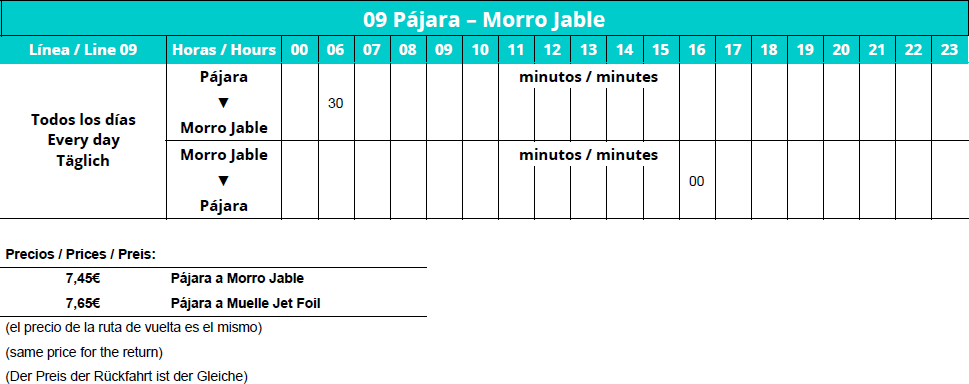 09 Pájara – Morro Jable
Línea / Line 09 Horas / Hours 00 06 07 08 09 10 11 12 13 14 15 16 17 18 19 20 21 22 23
Todos los días
Every day
Täglich
Pájara minutos / minutes
▼ 30
Morro Jable
Morro Jable minutos / minutes
▼ 00
Pájara
Precios / Prices / Preis:
7,45€ Pájara a Morro Jable
7,65€ Pájara a Muelle Jet Foil
(el precio de la ruta de vuelta es el mismo)
(same price for the return)
(Der Preis der Rückfahrt ist der Gleiche)